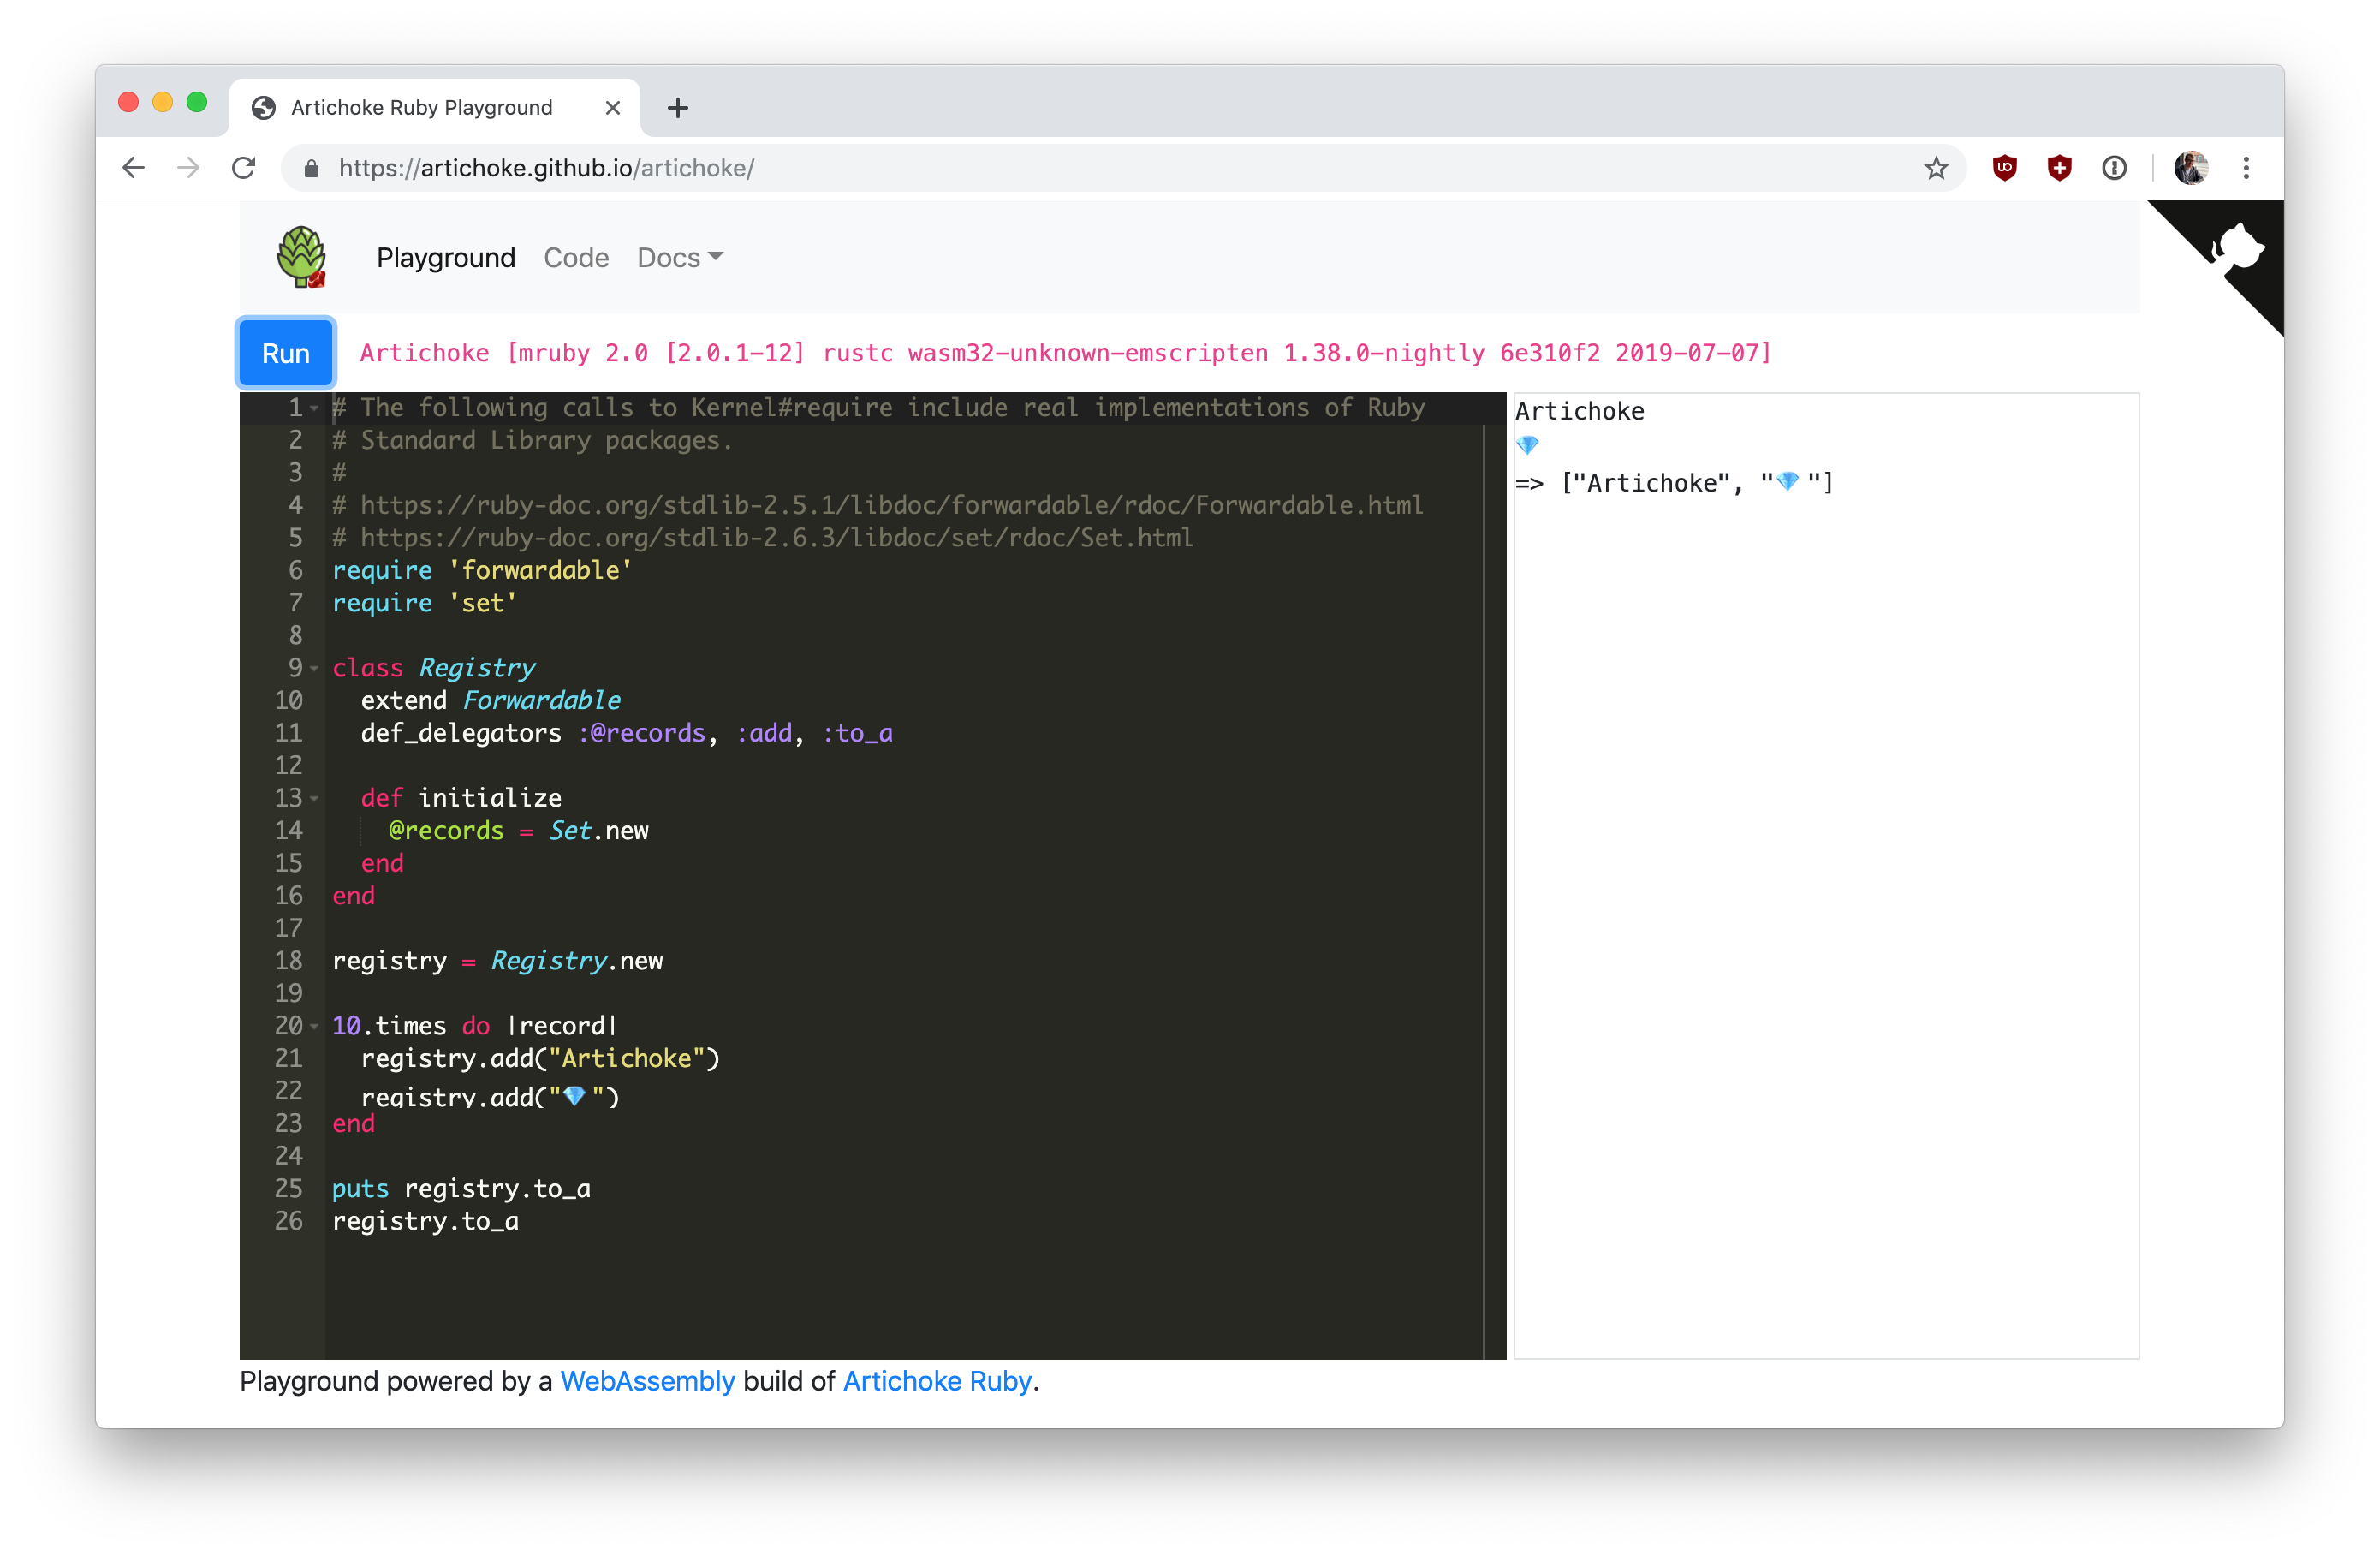 Artichoke Ruby Playground
https://artichoke.github.io/artichoke/
Playground Code Docs
Run Artichoke [mruby 2.0 [2.0.1-12] rustc wasm32-unknown-emscripten 1.38.0-nightly 6e310f2 2019-07-07]
1 # The following calls to Kernel#require include real implementations of Ruby
2 # Standard Library packages.
3 #
4 # https://ruby-doc.org/stdlib-2.5.1/libdoc/forwardable/rdoc/Forwardable.html
5 # https://ruby-doc.org/stdlib-2.6.3/libdoc/set/rdoc/Set.html
6 require 'forwardable'
7 require 'set'
8
9 class Registry
10   extend Forwardable
11   def_delegators :@records, :add, :to_a
12
13   def initialize
14     @records = Set.new
15   end
16 end
17
18 registry = Registry.new
19
20 10.times do |record|
21   registry.add("Artichoke")
22   registry.add("💎")
23 end
24
25 puts registry.to_a
26 registry.to_a
Artichoke
💎
=> ["Artichoke", "💎"]
Playground powered by a WebAssembly build of Artichoke Ruby.